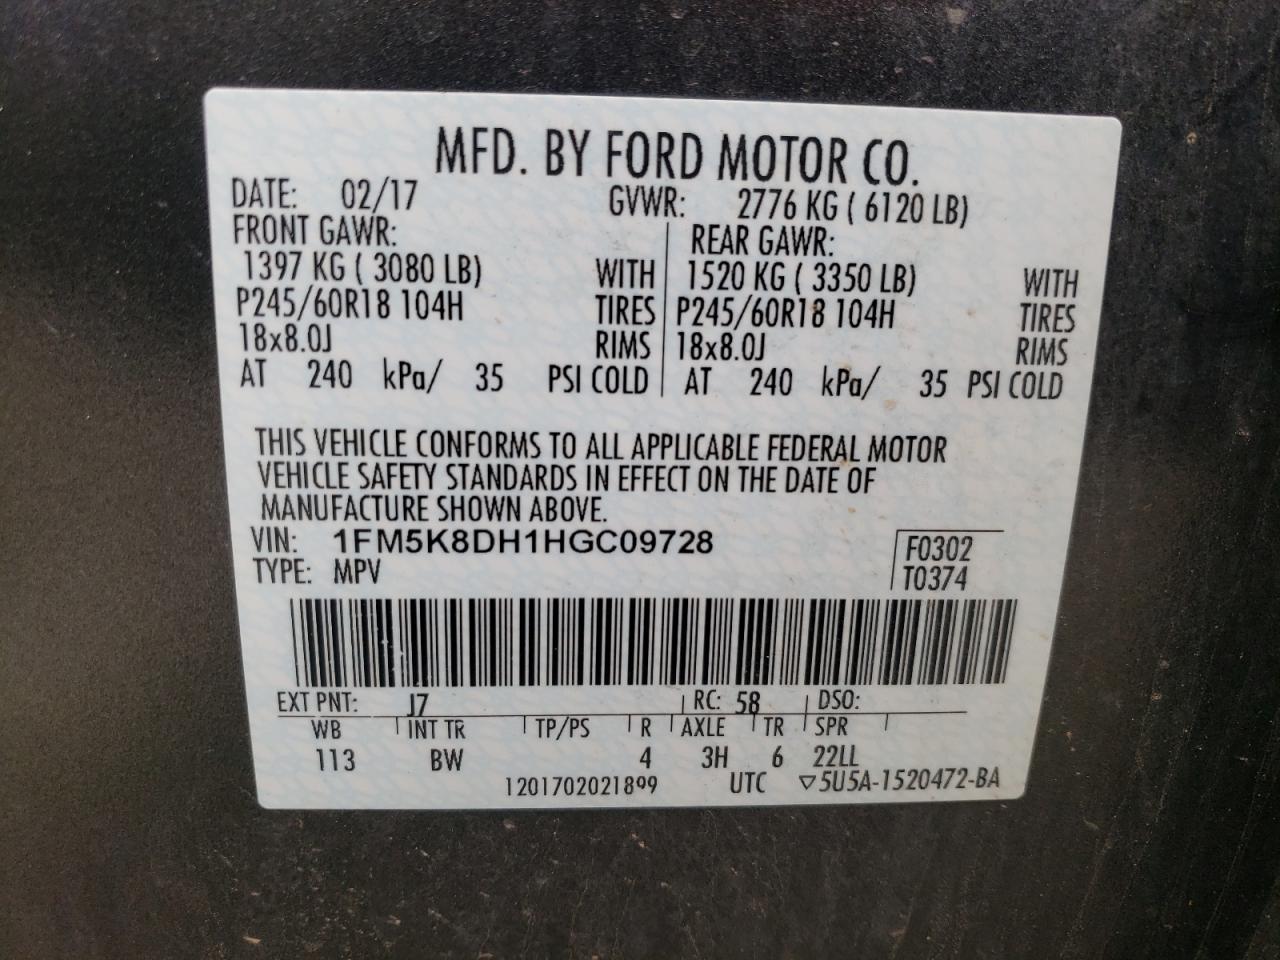 MFD. BY FORD MOTOR CO.
DATE: 02/17 GVWR: 2776 KG ( 6120 LB)
FRONT GAWR: REAR GAWR:
1397 KG ( 3080 LB) WITH 1520 KG ( 3350 LB) WITH
P245/60R18 104H TIRES P245/60R18 104H TIRES
18x8.0J RIMS 18x8.0J RIMS
AT 240 kPa/ 35 PSI COLD AT 240 kPa/ 35 PSI COLD
THIS VEHICLE CONFORMS TO ALL APPLICABLE FEDERAL MOTOR
VEHICLE SAFETY STANDARDS IN EFFECT ON THE DATE OF
MANUFACTURE SHOWN ABOVE.
VIN: 1FM5K8DH1HGC09728 F0302
TYPE: MPV T0374
EXT PNT: J7 RC: 58 DSO:
WB INT TR TP/PS R AXLE TR SPR
113 BW 4 3H 6 22LL
12017020218⁰9 UTC ▽5U5A-1520472-BA